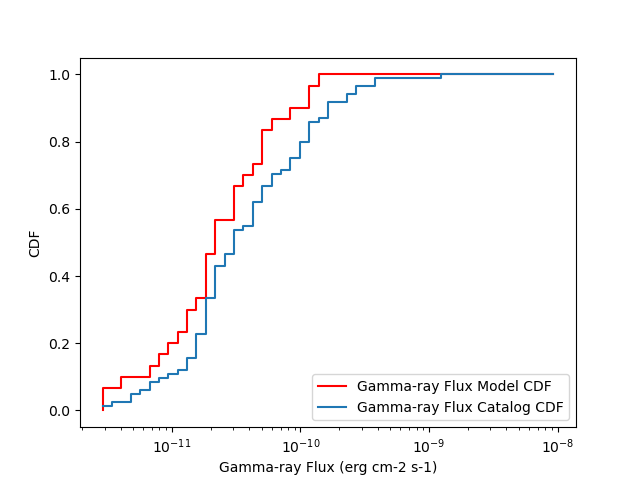 1.0
0.8
0.6
0.4
0.2
0.0
CDF
10⁻¹¹
10⁻¹⁰
10⁻⁹
10⁻⁸
Gamma-ray Flux (erg cm-2 s-1)
Gamma-ray Flux Model CDF
Gamma-ray Flux Catalog CDF